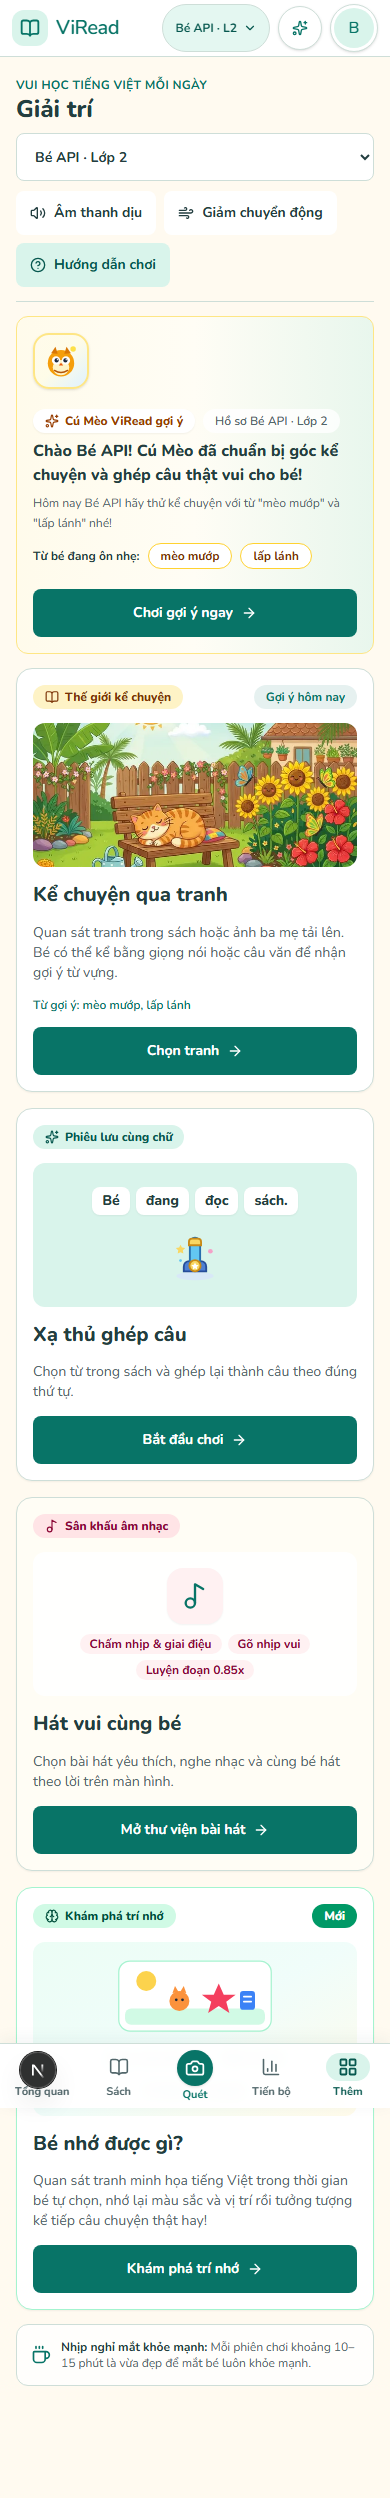 ViRead
Bé API · L2
B
VUI HỌC TIẾNG VIỆT MỖI NGÀY
Giải trí
Bé API · Lớp 2
Âm thanh dịu
Giảm chuyển động
Hướng dẫn chơi
Cú Mèo ViRead gợi ý
Hồ sơ Bé API · Lớp 2
Chào Bé API! Cú Mèo đã chuẩn bị góc kể
chuyện và ghép câu thật vui cho bé!
Hôm nay Bé API hãy thử kể chuyện với từ "mèo mướp" và
"lấp lánh" nhé!
Từ bé đang ôn nhẹ:
mèo mướp
lấp lánh
Chơi gợi ý ngay →
Thế giới kể chuyện
Gợi ý hôm nay
Kể chuyện qua tranh
Quan sát tranh trong sách hoặc ảnh ba mẹ tải lên.
Bé có thể kể bằng giọng nói hoặc câu văn để nhận
gợi ý từ vựng.
Từ gợi ý: mèo mướp, lấp lánh
Chọn tranh →
Phiêu lưu cùng chữ
Bé đang đọc sách.
Xạ thủ ghép câu
Chọn từ trong sách và ghép lại thành câu theo đúng
thứ tự.
Bắt đầu chơi →
Sân khấu âm nhạc
Chấm nhịp & giai điệu
Gõ nhịp vui
Luyện đoạn 0.85x
Hát vui cùng bé
Chọn bài hát yêu thích, nghe nhạc và cùng bé hát
theo lời trên màn hình.
Mở thư viện bài hát →
Khám phá trí nhớ
Mới
N
Tổng quan
Sách
Quét
Tiến bộ
Thêm
Bé nhớ được gì?
Quan sát tranh minh họa tiếng Việt trong thời gian
bé tự chọn, nhớ lại màu sắc và vị trí rồi tưởng tượng
kể tiếp câu chuyện thật hay!
Khám phá trí nhớ →
Nhịp nghỉ mắt khỏe mạnh: Mỗi phiên chơi khoảng 10–
15 phút là vừa đẹp để mắt bé luôn khỏe mạnh.